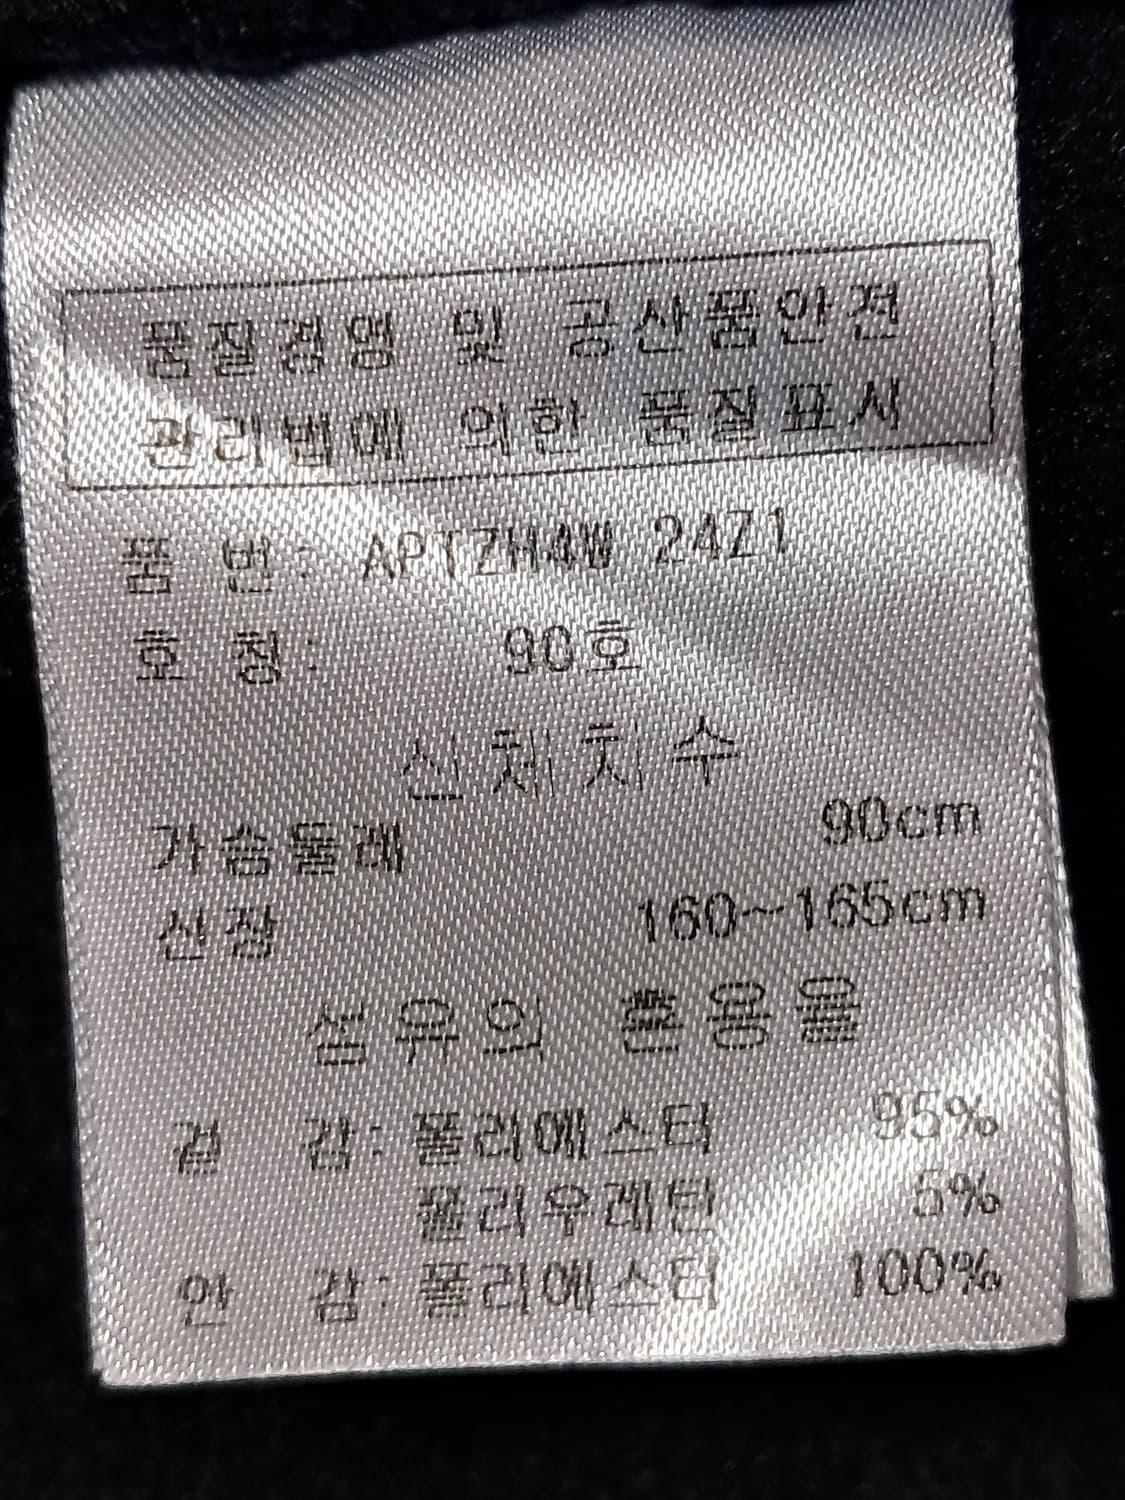 품질경영 및 공산품안전
관리법에 의한 품질표시
품 번: APTZH4W 24Z1
호 칭: 90호
신체치수
가슴둘레 90cm
신장 160~165cm
섬유의 혼용율
겉 감: 폴리에스터 95%
폴리우레탄 5%
안 감: 폴리에스터 100%